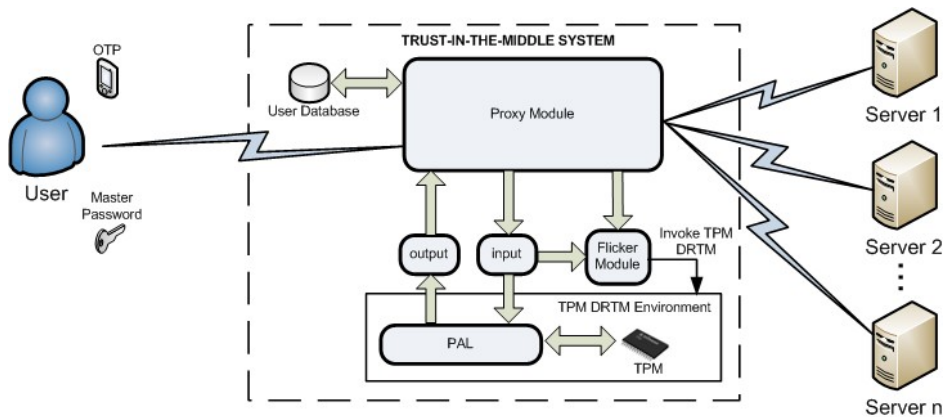 TRUST-IN-THE-MIDDLE SYSTEM
OTP
User Database
Proxy Module
Server 1
User
Master
Password
Server 2
output
input
Flicker
Module
Invoke TPM
DRTM
TPM DRTM Environment
PAL
TPM
Server n